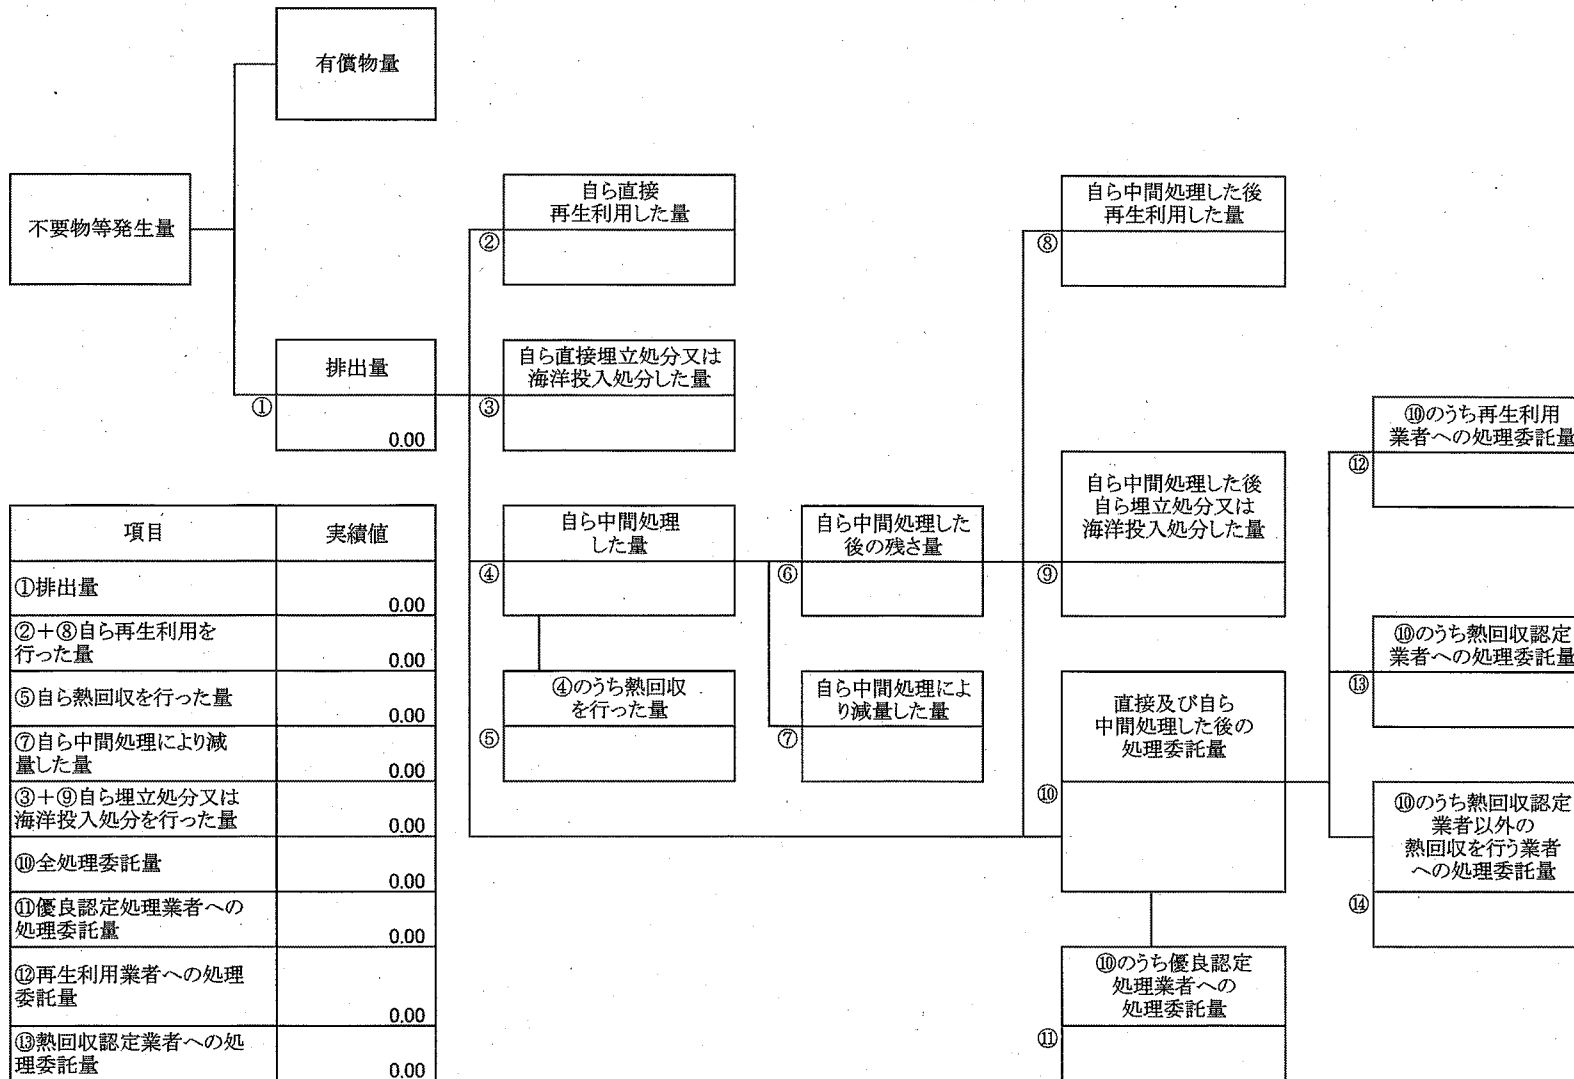 有償物量
不要物等発生量
排出量
①
0.00
自ら直接
再生利用した量
②
自ら直接埋立処分又は
海洋投入処分した量
③
自ら中間処理
した量
④
④のうち熱回収
を行った量
⑤
自ら中間処理した
後の残さ量
⑥
自ら中間処理によ
り減量した量
⑦
自ら中間処理した後
再生利用した量
⑧
自ら中間処理した後
自ら埋立処分又は
海洋投入処分した量
⑨
直接及び自ら
中間処理した後の
処理委託量
⑩
⑩のうち優良認定
処理業者への
処理委託量
⑪
⑩のうち再生利用
業者への処理委託量
⑫
⑩のうち熱回収認定
業者への処理委託量
⑬
⑩のうち熱回収認定
業者以外の
熱回収を行う業者
への処理委託量
⑭
項目 実績値
①排出量
0.00
②+⑧自ら再生利用を
行った量
0.00
⑤自ら熱回収を行った量
0.00
⑦自ら中間処理により減
量した量
0.00
③+⑨自ら埋立処分又は
海洋投入処分を行った量
0.00
⑩全処理委託量
0.00
⑪優良認定処理業者への
処理委託量
0.00
⑫再生利用業者への処理
委託量
0.00
⑬熱回収認定業者への処
理委託量
0.00